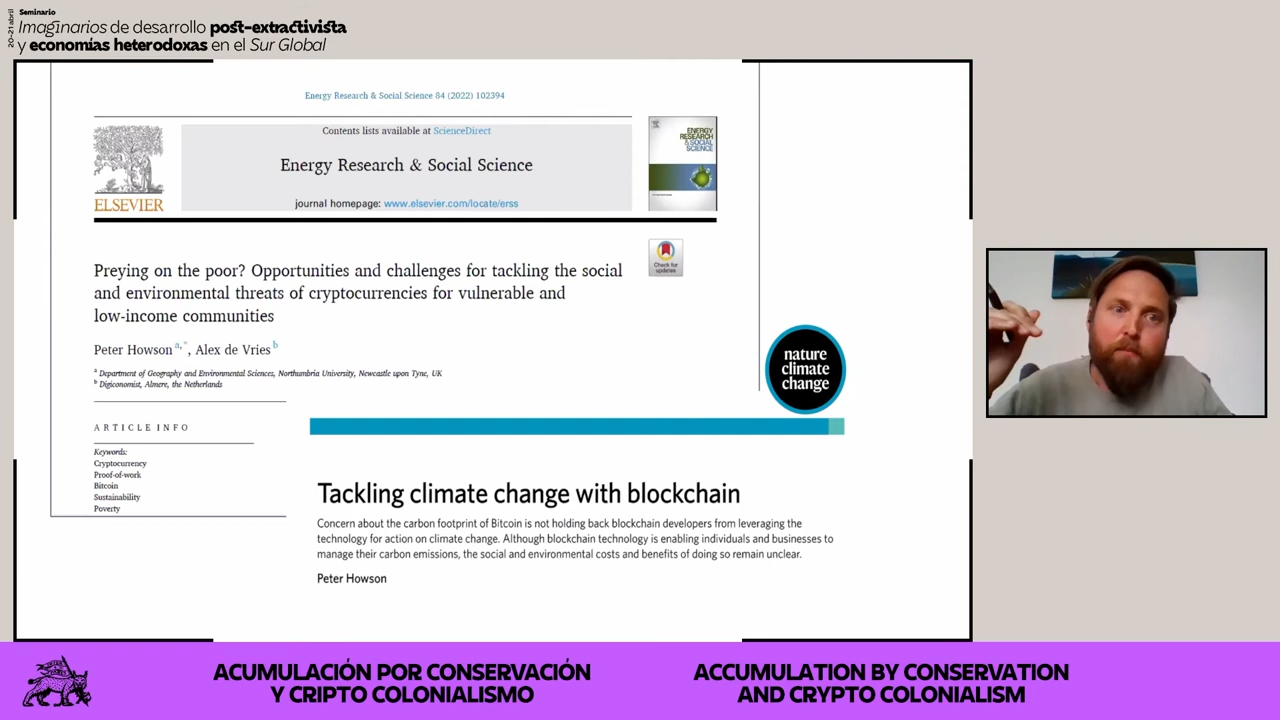 20-21 abril
Seminario
Imaginarios de desarrollo post-extractivista
y economías heterodoxas en el Sur Global
Energy Research & Social Science 84 (2022) 102394
Contents lists available at ScienceDirect
Energy Research & Social Science
journal homepage: www.elsevier.com/locate/erss
ELSEVIER
ENERGY
RESEARCH
& SOCIAL
SCIENCE
Check for
updates
Preying on the poor? Opportunities and challenges for tackling the social
and environmental threats of cryptocurrencies for vulnerable and
low-income communities
Peter Howson a,*, Alex de Vries b
a Department of Geography and Environmental Sciences, Northumbria University, Newcastle upon Tyne, UK
b Digiconomist, Almere, the Netherlands
ARTICLE INFO
Keywords:
Cryptocurrency
Proof-of-work
Bitcoin
Sustainability
Poverty
nature
climate
change
Tackling climate change with blockchain
Concern about the carbon footprint of Bitcoin is not holding back blockchain developers from leveraging the
technology for action on climate change. Although blockchain technology is enabling individuals and businesses to
manage their carbon emissions, the social and environmental costs and benefits of doing so remain unclear.
Peter Howson
ACUMULACIÓN POR CONSERVACIÓN
Y CRIPTO COLONIALISMO
ACCUMULATION BY CONSERVATION
AND CRYPTO COLONIALISM